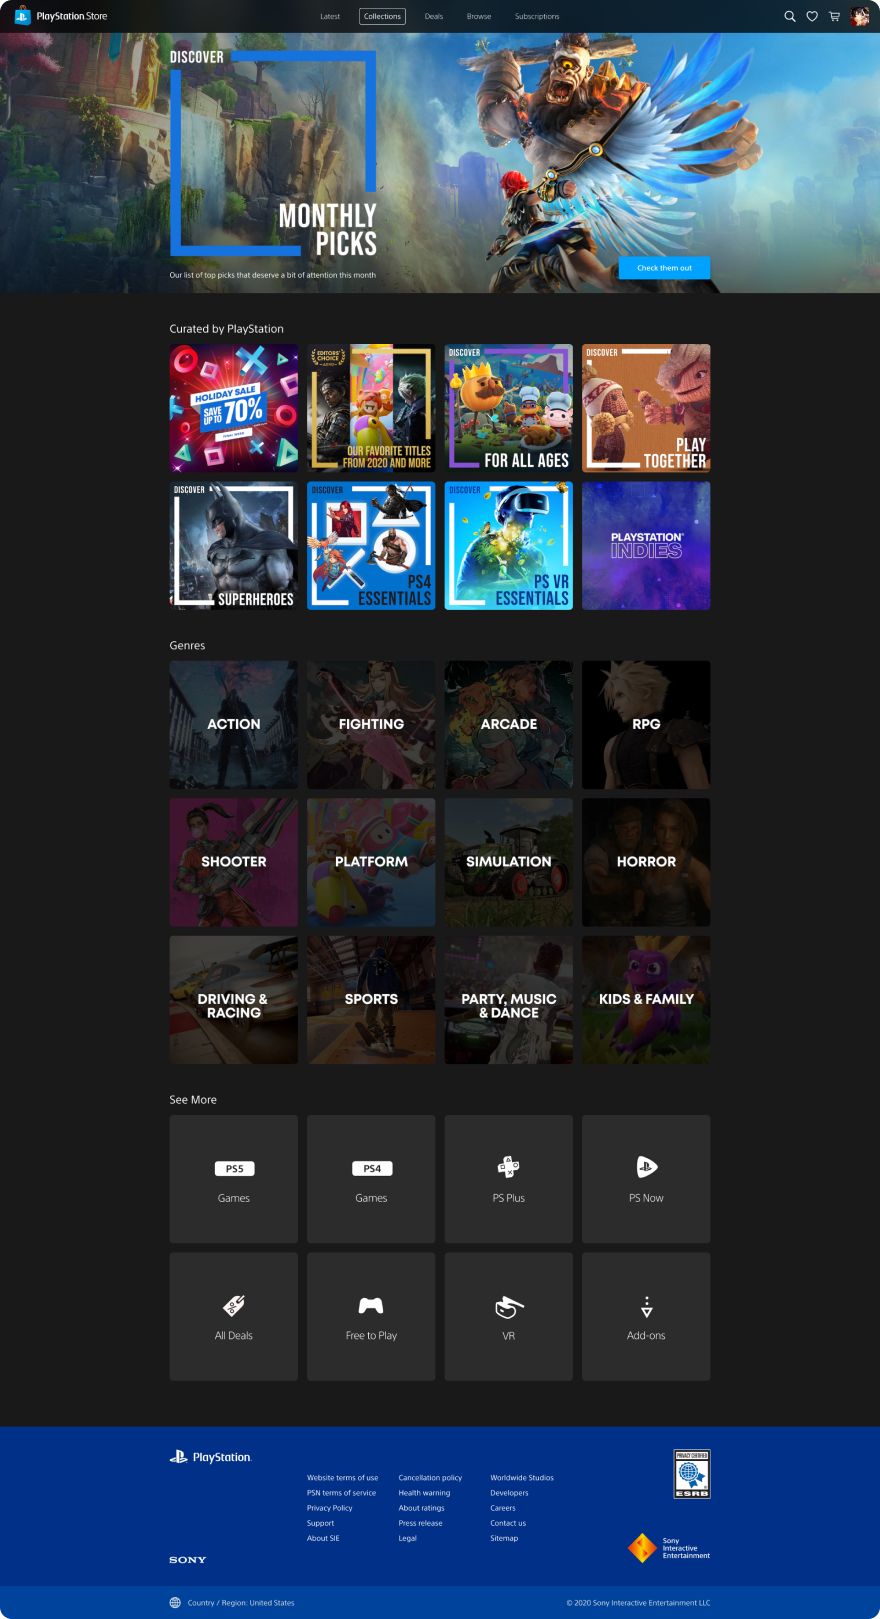 PlayStation Store
Latest
Collections
Deals
Browse
Subscriptions
DISCOVER
MONTHLY
PICKS
Our list of top picks that deserve a bit of attention this month
Check them out
Curated by PlayStation
HOLIDAY SALE
SAVE
UP TO 70%
EDITORS'
CHOICE
OUR FAVORITE TITLES
FROM 2020 AND MORE
DISCOVER
FOR ALL AGES
DISCOVER
PLAY
TOGETHER
DISCOVER
SUPERHEROES
DISCOVER
PS4
ESSENTIALS
DISCOVER
PS VR
ESSENTIALS
PLAYSTATION®
INDIES
Genres
ACTION
FIGHTING
ARCADE
RPG
SHOOTER
PLATFORM
SIMULATION
HORROR
DRIVING &
RACING
SPORTS
PARTY, MUSIC
& DANCE
KIDS & FAMILY
See More
PS5
Games
PS4
Games
PS Plus
PS Now
All Deals
Free to Play
VR
Add-ons
PlayStation.
Website terms of use
PSN terms of service
Privacy Policy
Support
About SIE
Cancellation policy
Health warning
About ratings
Press release
Legal
Worldwide Studios
Developers
Careers
Contact us
Sitemap
PRIVACY CERTIFIED
ESRB
SONY
Sony
Interactive
Entertainment
Country / Region: United States
© 2020 Sony Interactive Entertainment LLC